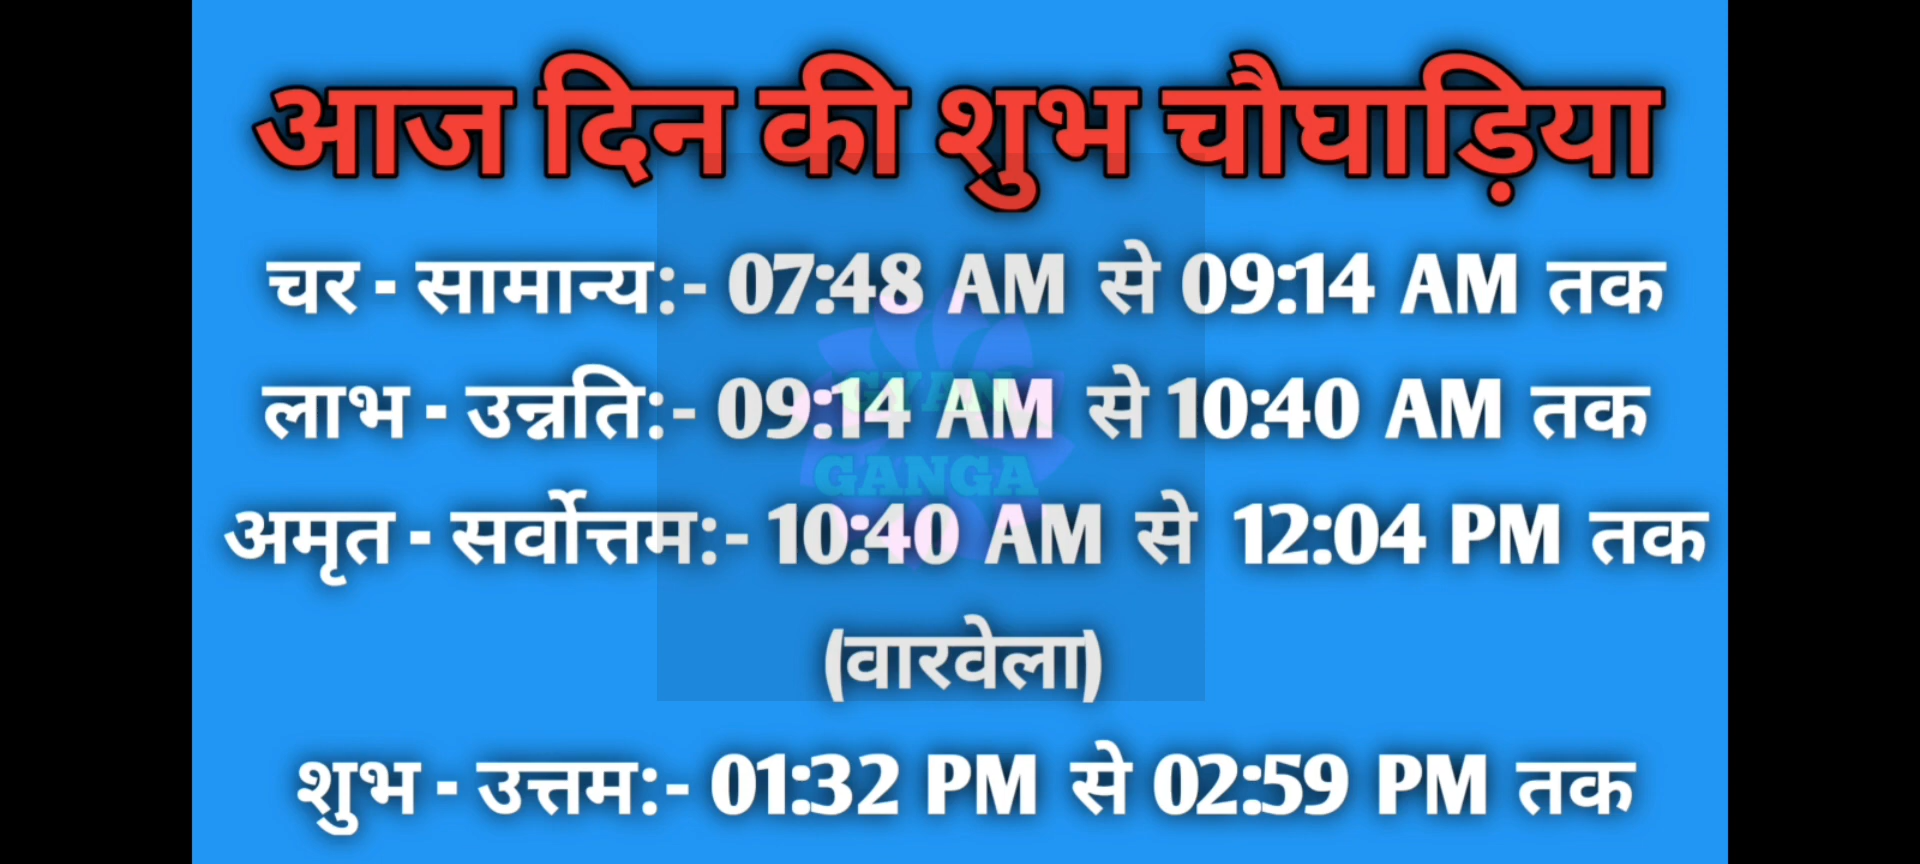 आज दिन की शुभ चौघाड़िया
चर - सामान्य:- 07:48 AM से 09:14 AM तक
लाभ - उन्नति:- 09:14 AM से 10:40 AM तक
अमृत - सर्वोत्तम:- 10:40 AM से 12:04 PM तक
(वारवेला)
शुभ - उत्तम:- 01:32 PM से 02:59 PM तक
GYAN
GANGA